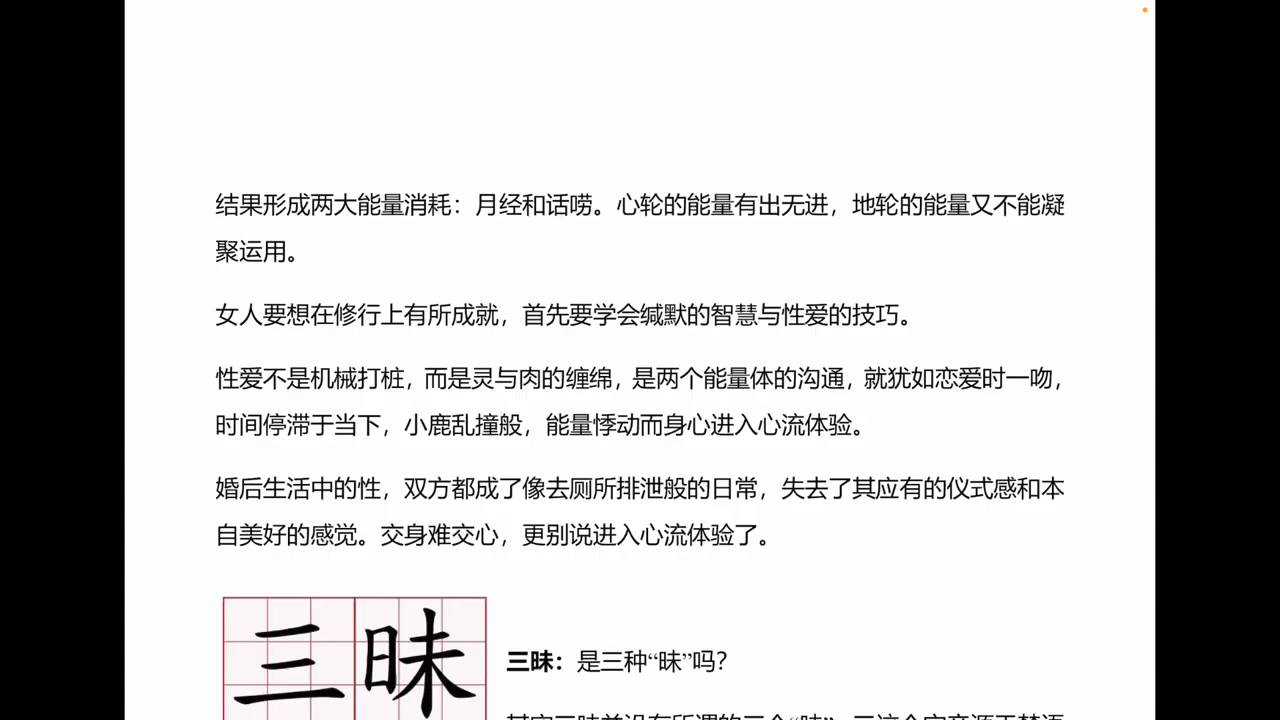 结果形成两大能量消耗：月经和话唠。心轮的能量有出无进，地轮的能量又不能凝
聚运用。
女人要想在修行上有所成就，首先要学会缄默的智慧与性爱的技巧。
性爱不是机械打桩，而是灵与肉的缠绵，是两个能量体的沟通，就犹如恋爱时一吻，
时间停滞于当下，小鹿乱撞般，能量悸动而身心进入心流体验。
婚后生活中的性，双方都成了像去厕所排泄般的日常，失去了其应有的仪式感和本
自美好的感觉。交身难交心，更别说进入心流体验了。
三昧
三昧：是三种“昧”吗？